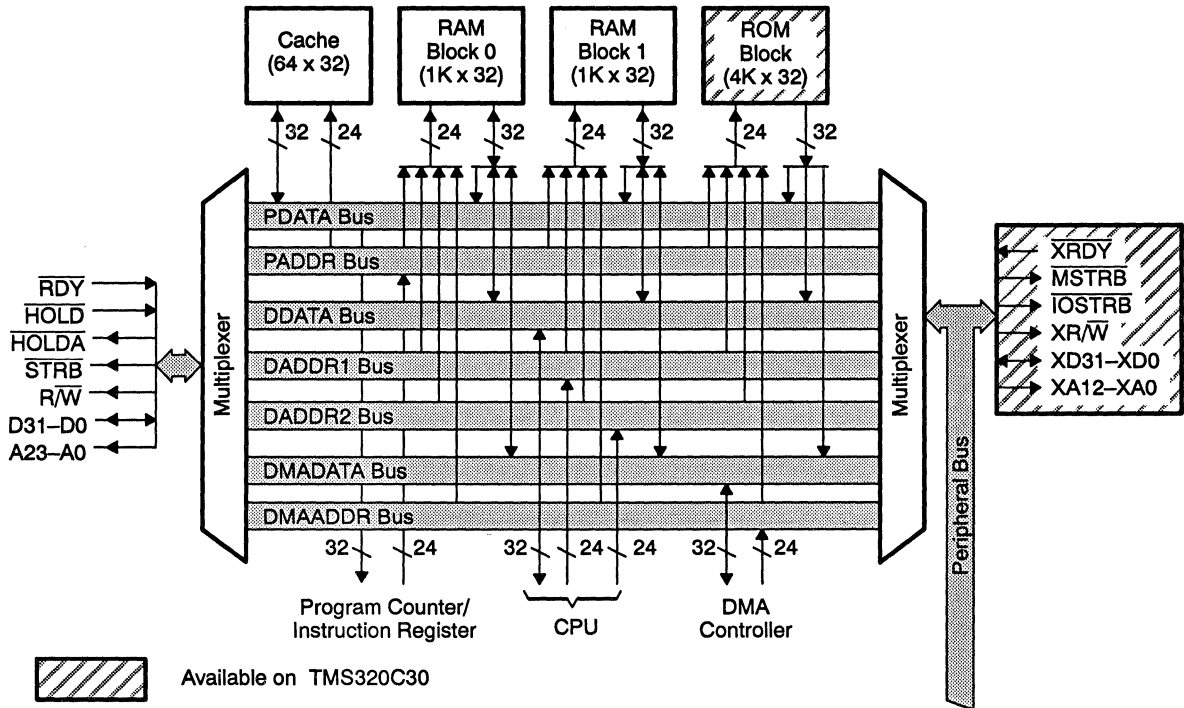 Cache
(64 x 32)
RAM
Block 0
(1K x 32)
RAM
Block 1
(1K x 32)
ROM
Block
(4K x 32)
32
24
24
32
24
32
24
32
PDATA Bus
PADDR Bus
DDATA Bus
DADDR1 Bus
DADDR2 Bus
DMADATA Bus
DMAADDR Bus
Multiplexer
Multiplexer
RDY
HOLD
HOLDA
STRB
R/W
D31–D0
A23–A0
XRDY
MSTRB
IOSTRB
XR/W
XD31–XD0
XA12–XA0
Peripheral Bus
32
24
32
24
24
32
24
Program Counter/
Instruction Register
CPU
DMA
Controller
Available on TMS320C30